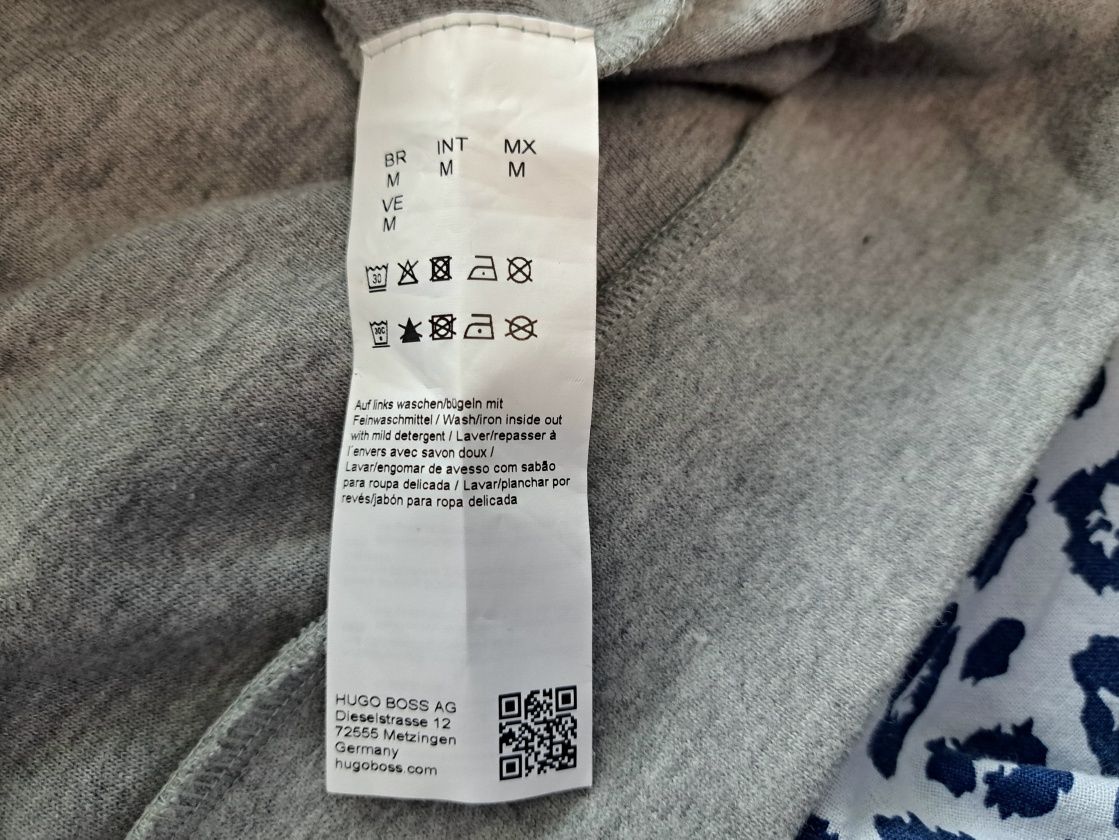 BR INT MX
M M M
VE
M
30
30C
Auf links waschen/bügeln mit
Feinwaschmittel / Wash/iron inside out
with mild detergent / Laver/repasser à
l'envers avec savon doux /
Lavar/engomar de avesso com sabão
para roupa delicada / Lavar/planchar por
revés/jabón para ropa delicada
HUGO BOSS AG
Dieselstrasse 12
72555 Metzingen
Germany
hugoboss.com